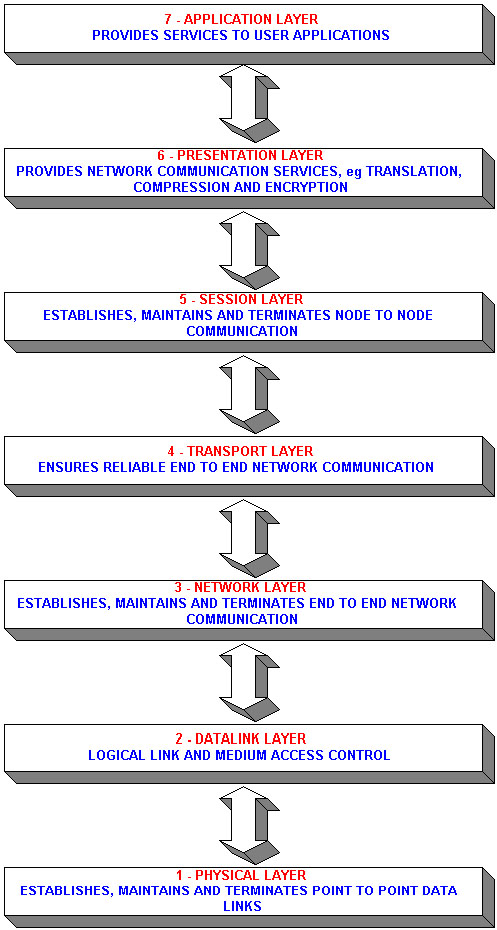 7 - APPLICATION LAYER
PROVIDES SERVICES TO USER APPLICATIONS
6 - PRESENTATION LAYER
PROVIDES NETWORK COMMUNICATION SERVICES, eg TRANSLATION,
COMPRESSION AND ENCRYPTION
5 - SESSION LAYER
ESTABLISHES, MAINTAINS AND TERMINATES NODE TO NODE
COMMUNICATION
4 - TRANSPORT LAYER
ENSURES RELIABLE END TO END NETWORK COMMUNICATION
3 - NETWORK LAYER
ESTABLISHES, MAINTAINS AND TERMINATES END TO END NETWORK
COMMUNICATION
2 - DATALINK LAYER
LOGICAL LINK AND MEDIUM ACCESS CONTROL
1 - PHYSICAL LAYER
ESTABLISHES, MAINTAINS AND TERMINATES POINT TO POINT DATA
LINKS